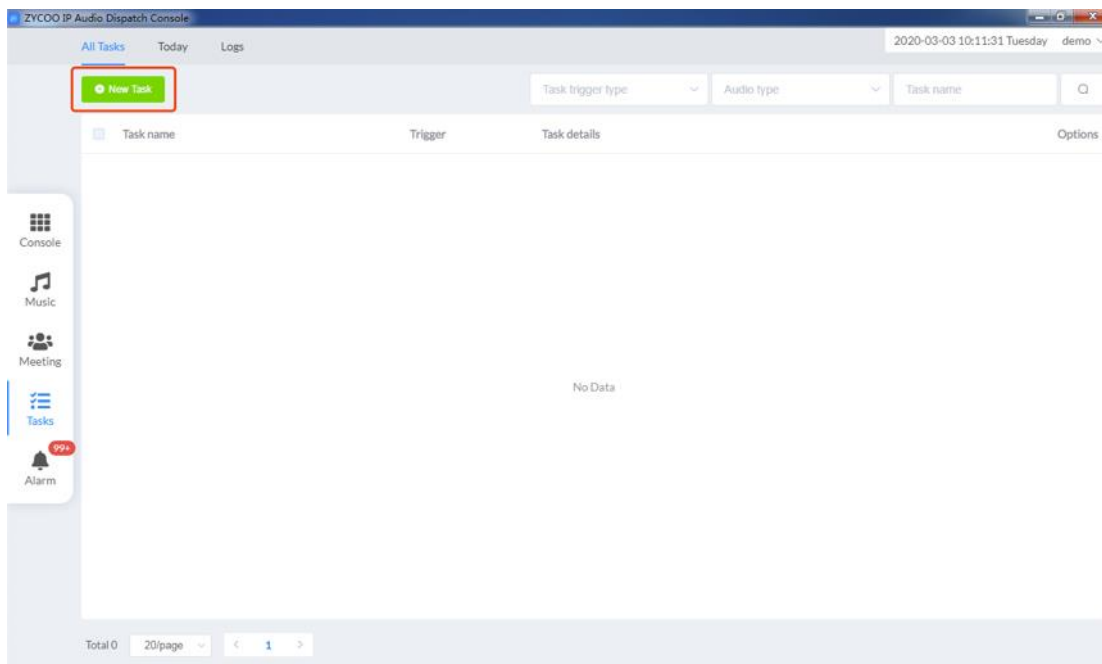 ZYCOO IP Audio Dispatch Console
All Tasks Today Logs 2020-03-03 10:11:31 Tuesday demo
New Task Task trigger type Audio type Task name
Task name Trigger Task details Options
Console
Music
Meeting
No Data
Tasks
99+
Alarm
Total 0 20/page 1